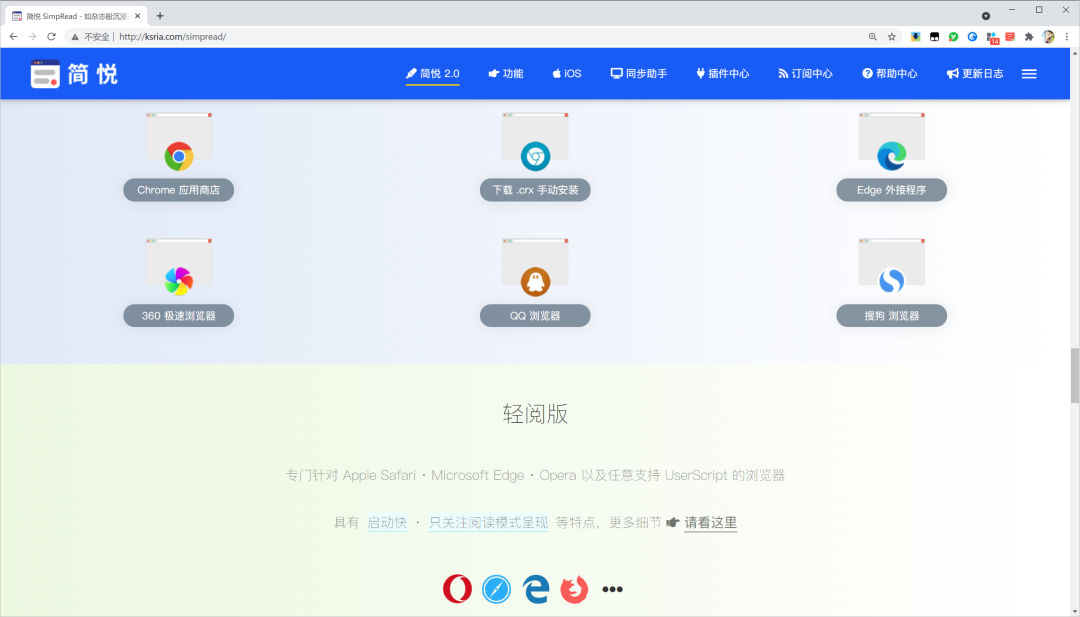 简悦 SimpRead - 如杂志般沉浸
不安全 | http://ksria.com/simpread/
14
简 悦
简悦 2.0 功能 iOS 同步助手 插件中心 订阅中心 帮助中心 更新日志
Chrome 应用商店 下载 .crx 手动安装 Edge 外接程序
360 极速浏览器 QQ 浏览器 搜狗 浏览器
轻阅版
专门针对 Apple Safari · Microsoft Edge · Opera 以及任意支持 UserScript 的浏览器
具有 启动快 · 只关注阅读模式呈现 等特点，更多细节 请看这里